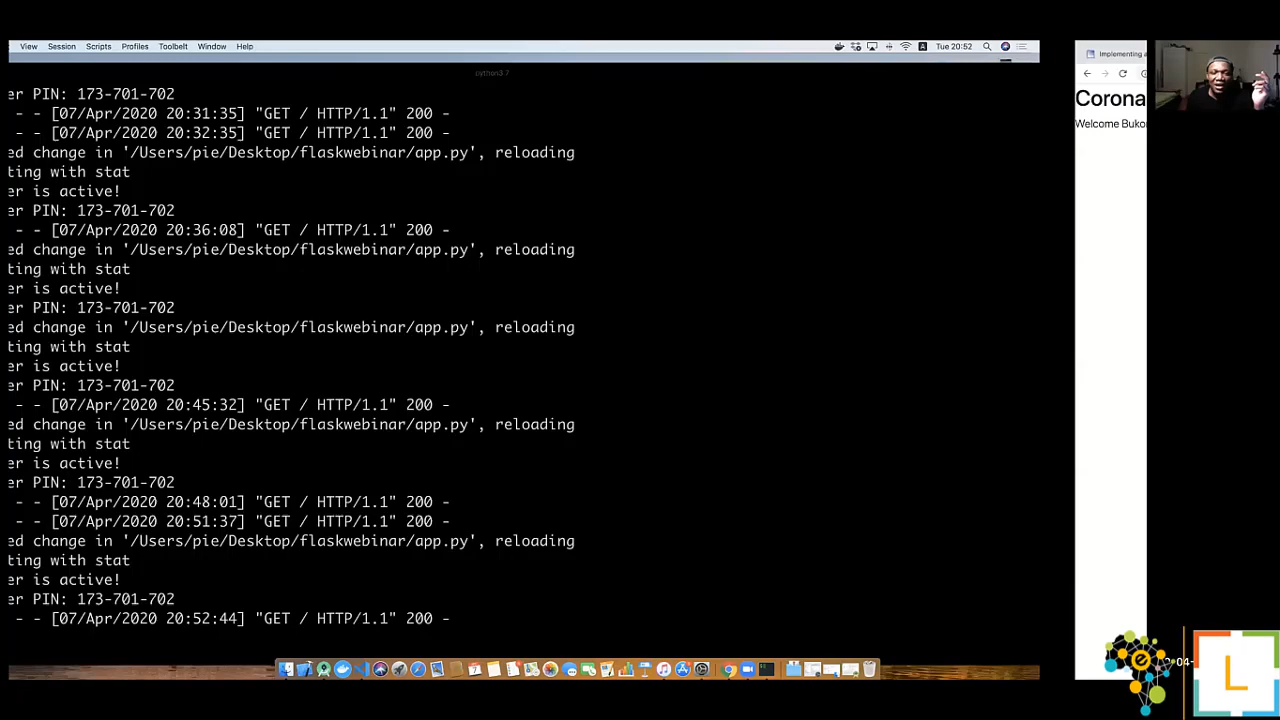 View Session Scripts Profiles Toolbelt Window Help
Tue 20:52
python3.7
er PIN: 173-701-702
- - [07/Apr/2020 20:31:35] "GET / HTTP/1.1" 200 -
- - [07/Apr/2020 20:32:35] "GET / HTTP/1.1" 200 -
ed change in '/Users/pie/Desktop/flaskwebinar/app.py', reloading
ting with stat
er is active!
er PIN: 173-701-702
- - [07/Apr/2020 20:36:08] "GET / HTTP/1.1" 200 -
ed change in '/Users/pie/Desktop/flaskwebinar/app.py', reloading
ting with stat
er is active!
er PIN: 173-701-702
ed change in '/Users/pie/Desktop/flaskwebinar/app.py', reloading
ting with stat
er is active!
er PIN: 173-701-702
- - [07/Apr/2020 20:45:32] "GET / HTTP/1.1" 200 -
ed change in '/Users/pie/Desktop/flaskwebinar/app.py', reloading
ting with stat
er is active!
er PIN: 173-701-702
- - [07/Apr/2020 20:48:01] "GET / HTTP/1.1" 200 -
- - [07/Apr/2020 20:51:37] "GET / HTTP/1.1" 200 -
ed change in '/Users/pie/Desktop/flaskwebinar/app.py', reloading
ting with stat
er is active!
er PIN: 173-701-702
- - [07/Apr/2020 20:52:44] "GET / HTTP/1.1" 200 -
Implementing a
Corona
Welcome Buko
04-
L